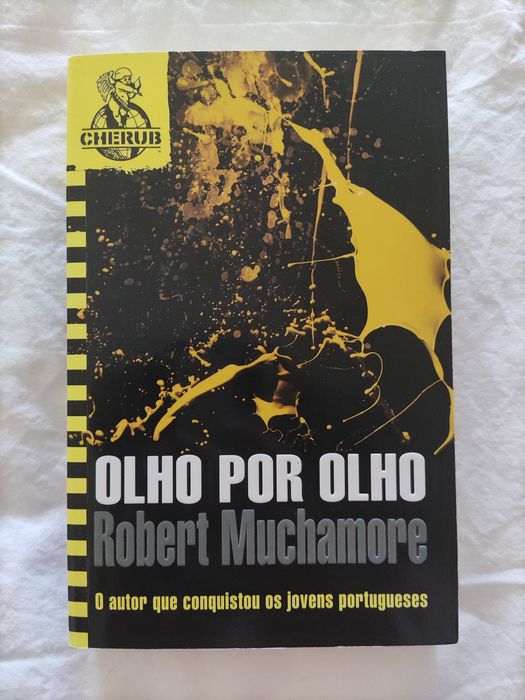 CHERUB
OLHO POR OLHO
Robert Muchamore
O autor que conquistou os jovens portugueses